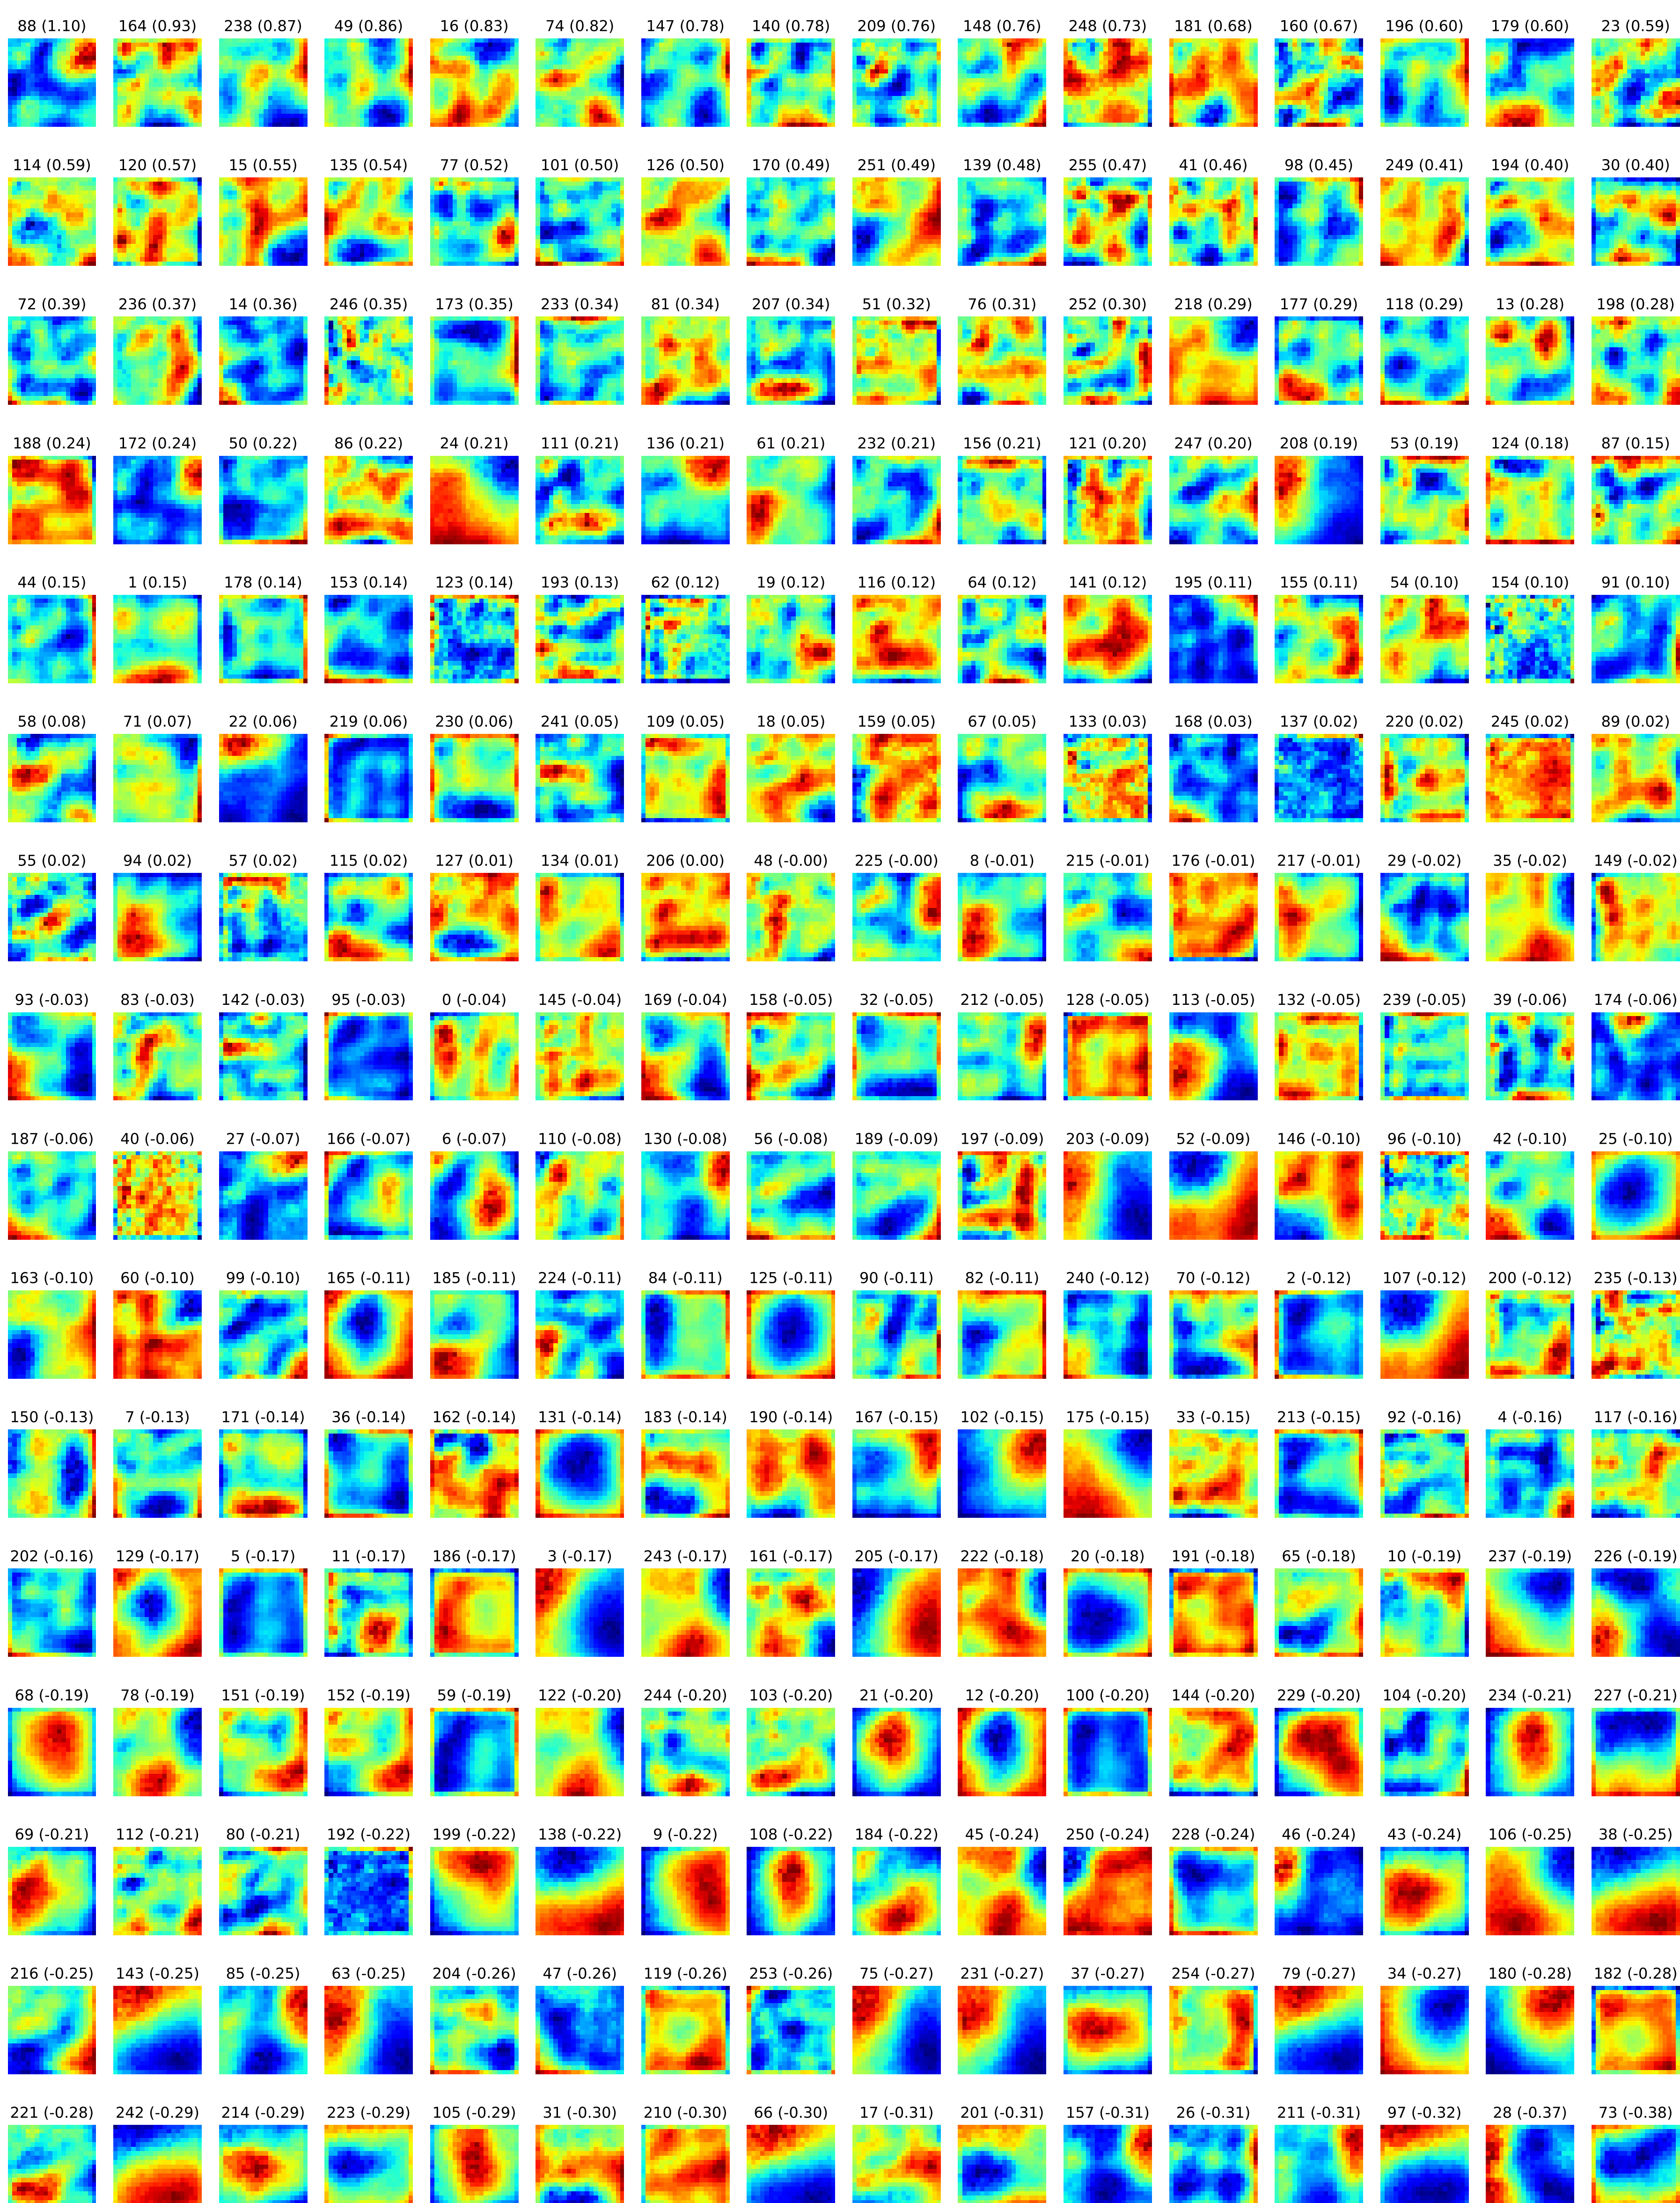 88 (1.10) 164 (0.93) 238 (0.87) 49 (0.86) 16 (0.83) 74 (0.82) 147 (0.78) 140 (0.78) 209 (0.76) 148 (0.76) 248 (0.73) 181 (0.68) 160 (0.67) 196 (0.60) 179 (0.60) 23 (0.59)
114 (0.59) 120 (0.57) 15 (0.55) 135 (0.54) 77 (0.52) 101 (0.50) 126 (0.50) 170 (0.49) 251 (0.49) 139 (0.48) 255 (0.47) 41 (0.46) 98 (0.45) 249 (0.41) 194 (0.40) 30 (0.40)
72 (0.39) 236 (0.37) 14 (0.36) 246 (0.35) 173 (0.35) 233 (0.34) 81 (0.34) 207 (0.34) 51 (0.32) 76 (0.31) 252 (0.30) 218 (0.29) 177 (0.29) 118 (0.29) 13 (0.28) 198 (0.28)
188 (0.24) 172 (0.24) 50 (0.22) 86 (0.22) 24 (0.21) 111 (0.21) 136 (0.21) 61 (0.21) 232 (0.21) 156 (0.21) 121 (0.20) 247 (0.20) 208 (0.19) 53 (0.19) 124 (0.18) 87 (0.15)
44 (0.15) 1 (0.15) 178 (0.14) 153 (0.14) 123 (0.14) 193 (0.13) 62 (0.12) 19 (0.12) 116 (0.12) 64 (0.12) 141 (0.12) 195 (0.11) 155 (0.11) 54 (0.10) 154 (0.10) 91 (0.10)
58 (0.08) 71 (0.07) 22 (0.06) 219 (0.06) 230 (0.06) 241 (0.05) 109 (0.05) 18 (0.05) 159 (0.05) 67 (0.05) 133 (0.03) 168 (0.03) 137 (0.02) 220 (0.02) 245 (0.02) 89 (0.02)
55 (0.02) 94 (0.02) 57 (0.02) 115 (0.02) 127 (0.01) 134 (0.01) 206 (0.00) 48 (-0.00) 225 (-0.00) 8 (-0.01) 215 (-0.01) 176 (-0.01) 217 (-0.01) 29 (-0.02) 35 (-0.02) 149 (-0.02)
93 (-0.03) 83 (-0.03) 142 (-0.03) 95 (-0.03) 0 (-0.04) 145 (-0.04) 169 (-0.04) 158 (-0.05) 32 (-0.05) 212 (-0.05) 128 (-0.05) 113 (-0.05) 132 (-0.05) 239 (-0.05) 39 (-0.06) 174 (-0.06)
187 (-0.06) 40 (-0.06) 27 (-0.07) 166 (-0.07) 6 (-0.07) 110 (-0.08) 130 (-0.08) 56 (-0.08) 189 (-0.09) 197 (-0.09) 203 (-0.09) 52 (-0.09) 146 (-0.10) 96 (-0.10) 42 (-0.10) 25 (-0.10)
163 (-0.10) 60 (-0.10) 99 (-0.10) 165 (-0.11) 185 (-0.11) 224 (-0.11) 84 (-0.11) 125 (-0.11) 90 (-0.11) 82 (-0.11) 240 (-0.12) 70 (-0.12) 2 (-0.12) 107 (-0.12) 200 (-0.12) 235 (-0.13)
150 (-0.13) 7 (-0.13) 171 (-0.14) 36 (-0.14) 162 (-0.14) 131 (-0.14) 183 (-0.14) 190 (-0.14) 167 (-0.15) 102 (-0.15) 175 (-0.15) 33 (-0.15) 213 (-0.15) 92 (-0.16) 4 (-0.16) 117 (-0.16)
202 (-0.16) 129 (-0.17) 5 (-0.17) 11 (-0.17) 186 (-0.17) 3 (-0.17) 243 (-0.17) 161 (-0.17) 205 (-0.17) 222 (-0.18) 20 (-0.18) 191 (-0.18) 65 (-0.18) 10 (-0.19) 237 (-0.19) 226 (-0.19)
68 (-0.19) 78 (-0.19) 151 (-0.19) 152 (-0.19) 59 (-0.19) 122 (-0.20) 244 (-0.20) 103 (-0.20) 21 (-0.20) 12 (-0.20) 100 (-0.20) 144 (-0.20) 229 (-0.20) 104 (-0.20) 234 (-0.21) 227 (-0.21)
69 (-0.21) 112 (-0.21) 80 (-0.21) 192 (-0.22) 199 (-0.22) 138 (-0.22) 9 (-0.22) 108 (-0.22) 184 (-0.22) 45 (-0.24) 250 (-0.24) 228 (-0.24) 46 (-0.24) 43 (-0.24) 106 (-0.25) 38 (-0.25)
216 (-0.25) 143 (-0.25) 85 (-0.25) 63 (-0.25) 204 (-0.26) 47 (-0.26) 119 (-0.26) 253 (-0.26) 75 (-0.27) 231 (-0.27) 37 (-0.27) 254 (-0.27) 79 (-0.27) 34 (-0.27) 180 (-0.28) 182 (-0.28)
221 (-0.28) 242 (-0.29) 214 (-0.29) 223 (-0.29) 105 (-0.29) 31 (-0.30) 210 (-0.30) 66 (-0.30) 17 (-0.31) 201 (-0.31) 157 (-0.31) 26 (-0.31) 211 (-0.31) 97 (-0.32) 28 (-0.37) 73 (-0.38)